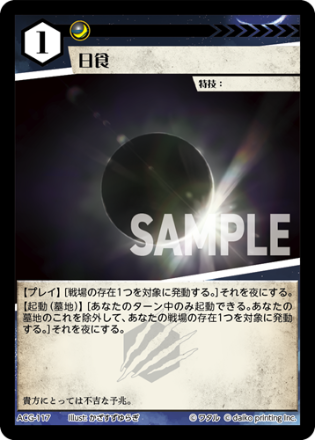 1
日食
特技：
SAMPLE
【プレイ】[戦場の存在1つを対象に発動する。]それを夜にする。
【起動（墓地）】[あなたのターン中のみ起動できる。あなたの
墓地のこれを除外して、あなたの戦場の存在1つを対象に発動
する。]それを夜にする。
貴方にとっては不吉な予兆。
ACG-117 Illust: かざすずゆらぎ © ワタル © daiko printing inc.